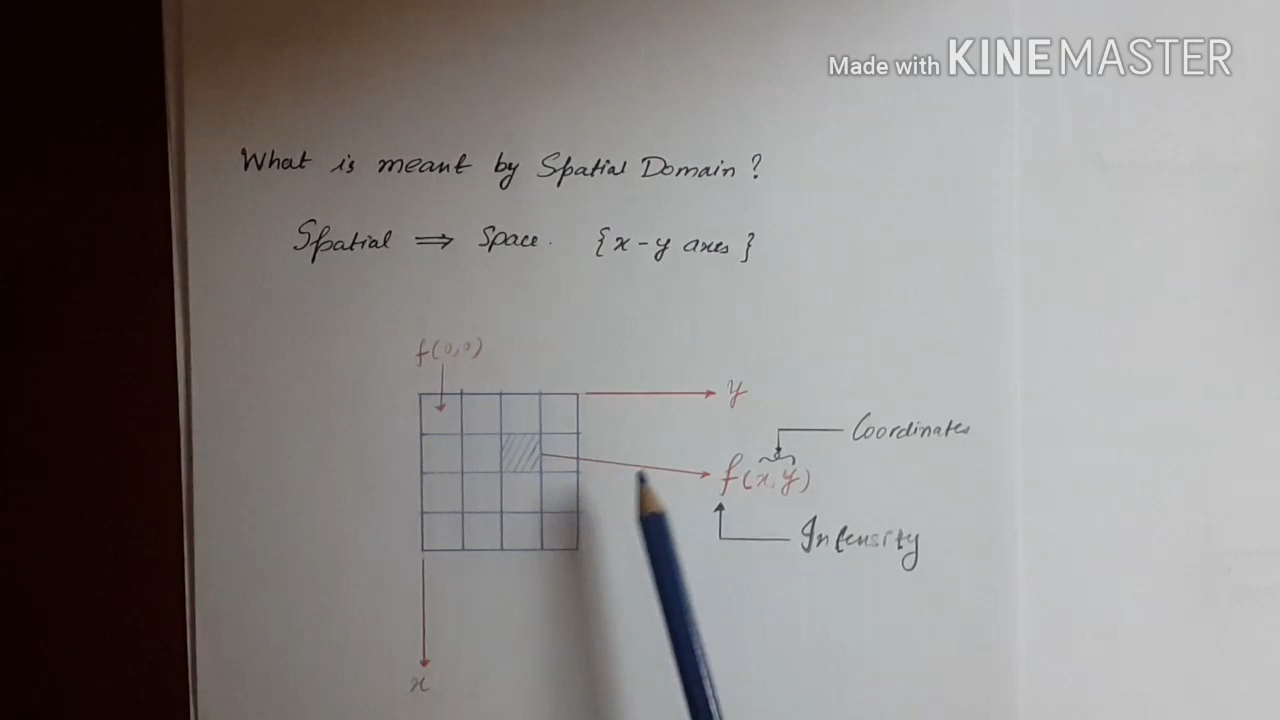 Made with KINEMASTER
What is meant by Spatial Domain?
Spatial ⇒ Space. {x-y axes}
f(0,0)
y
Coordinates
f(x,y)
Intensity
x